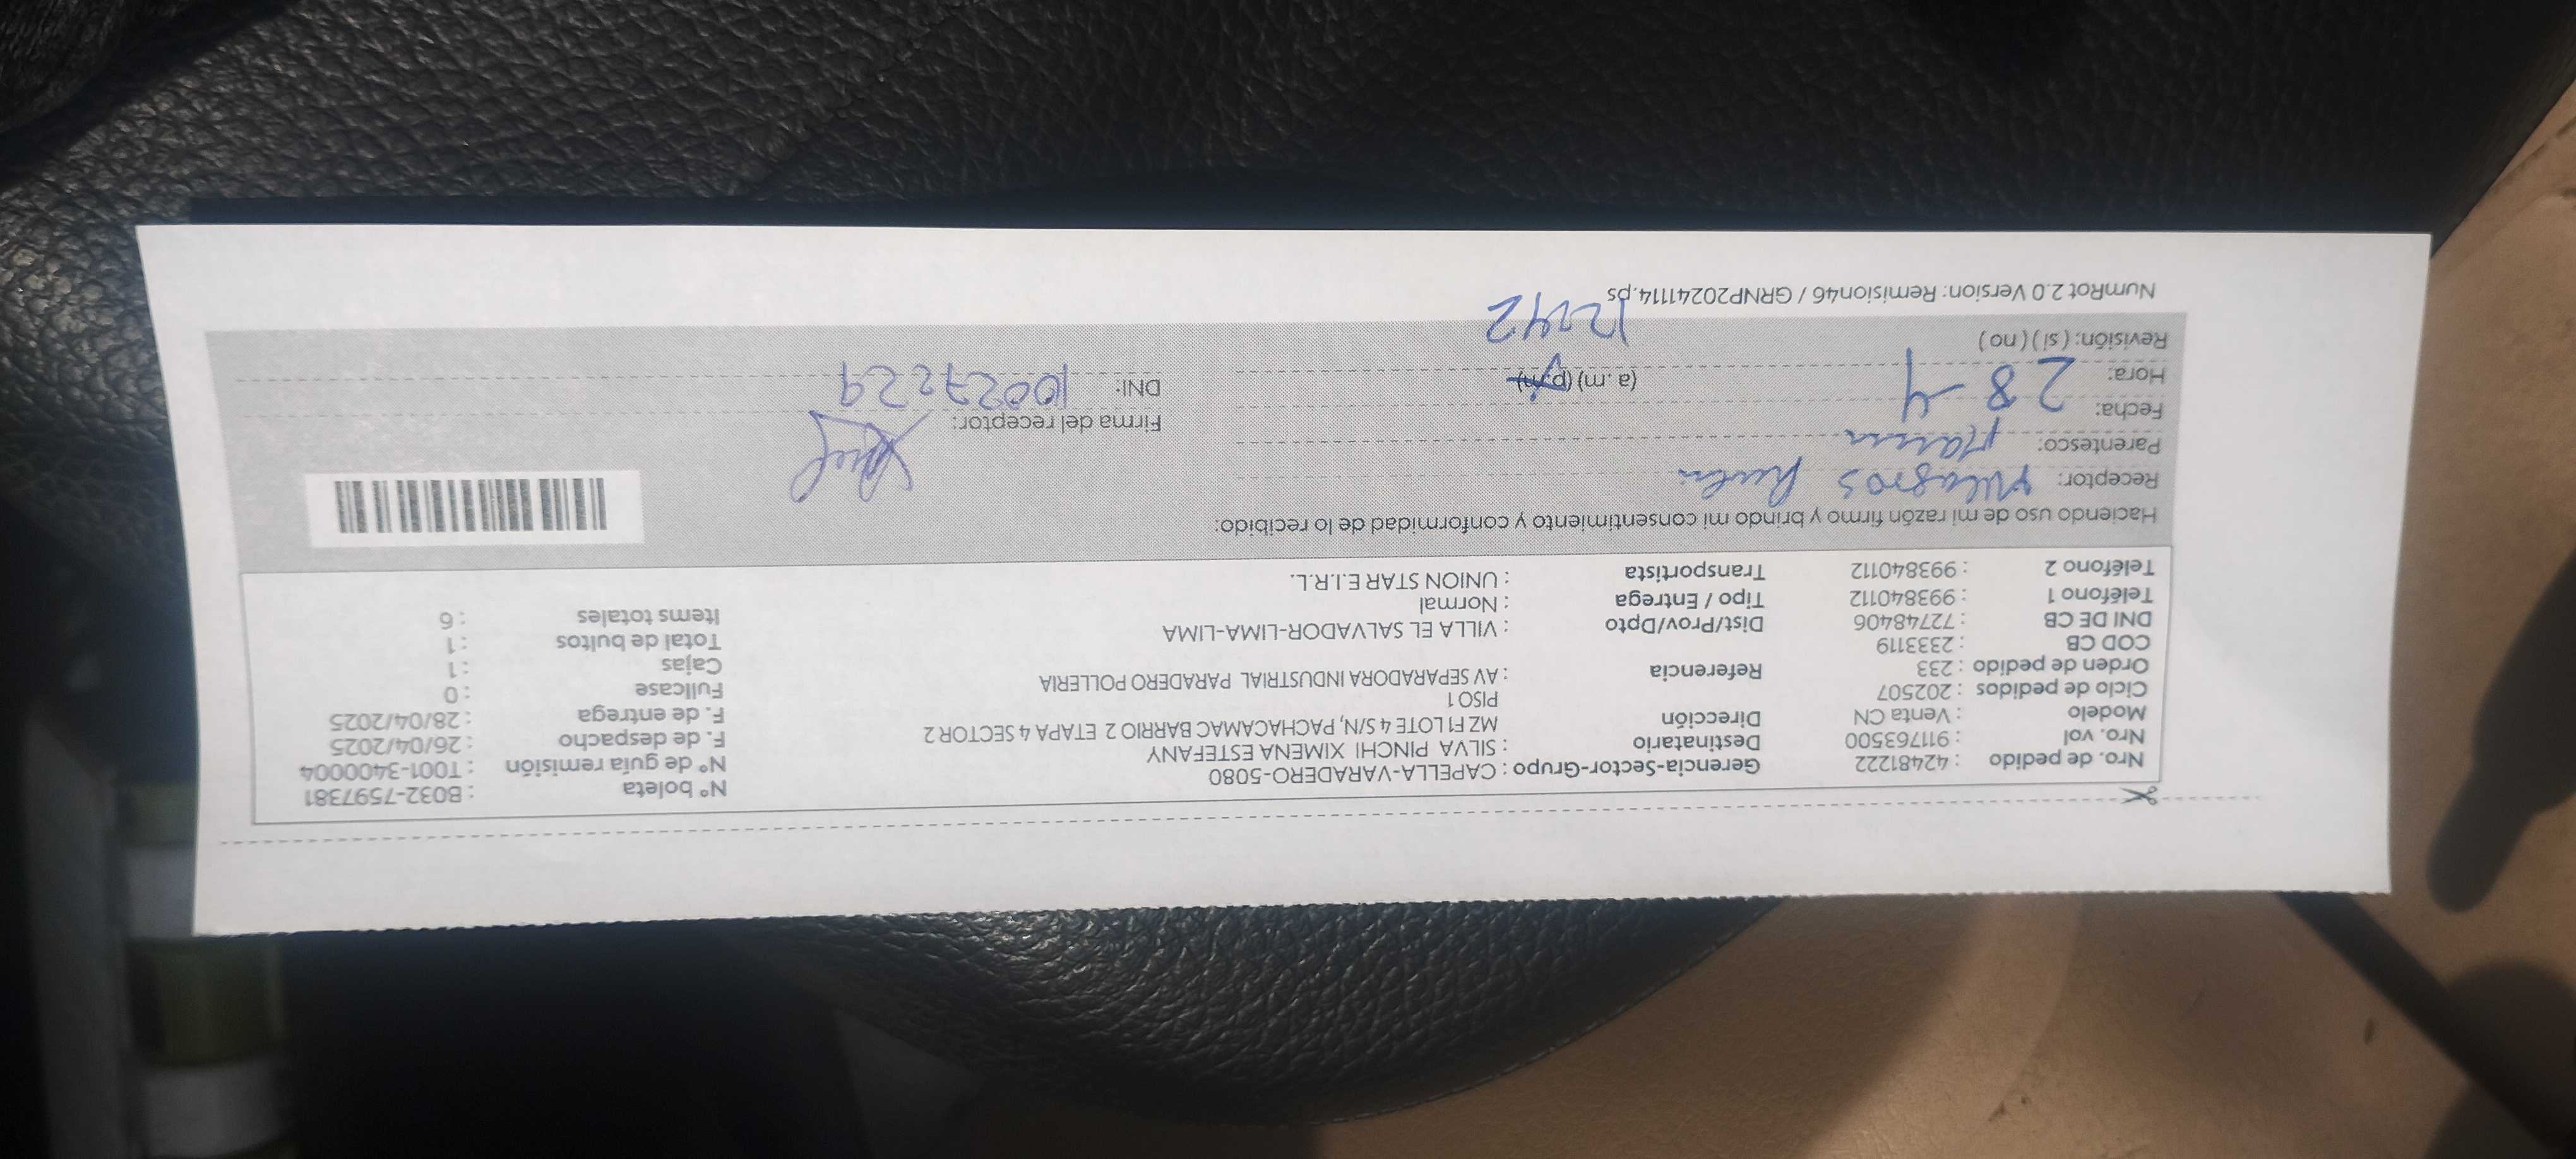 Nro. de pedido : 42481222 Gerencia-Sector-Grupo : CAPELLA-VARADERO-5080 N° boleta : B032-7597381
Nro. vol : 911763500 Destinatario : SILVA PINCHI XIMENA ESTEFANY N° de guía remisión : T001-3400004
Modelo : Venta CN Dirección MZ F1 LOTE 4 S/N, PACHACAMAC BARRIO 2 ETAPA 4 SECTOR 2 F. de despacho : 26/04/2025
Ciclo de pedidos : 202507 PISO 1 F. de entrega : 28/04/2025
Orden de pedido : 233 Referencia : AV SEPARADORA INDUSTRIAL PARADERO POLLERIA Fullcase : 0
COD CB : 2333119 Cajas : 1
DNI DE CB : 72748406 Dist/Prov/Dpto : VILLA EL SALVADOR-LIMA-LIMA Total de bultos : 1
Teléfono 1 : 993840112 Tipo / Entrega : Normal Items totales : 6
Teléfono 2 : 993840112 Transportista : UNION STAR E.I.R.L.
Haciendo uso de mi razón firmo y brindo mi consentimiento y conformidad de lo recibido:
Receptor: Milagros
Parentesco:
Fecha: 28-4 Firma del receptor:
Hora: (a.m) (p.m) DNI: 10027229
Revisión: ( si ) ( no )
12:42
NumRot 2.0 Version: Remision46 / GRNP20241114.ps